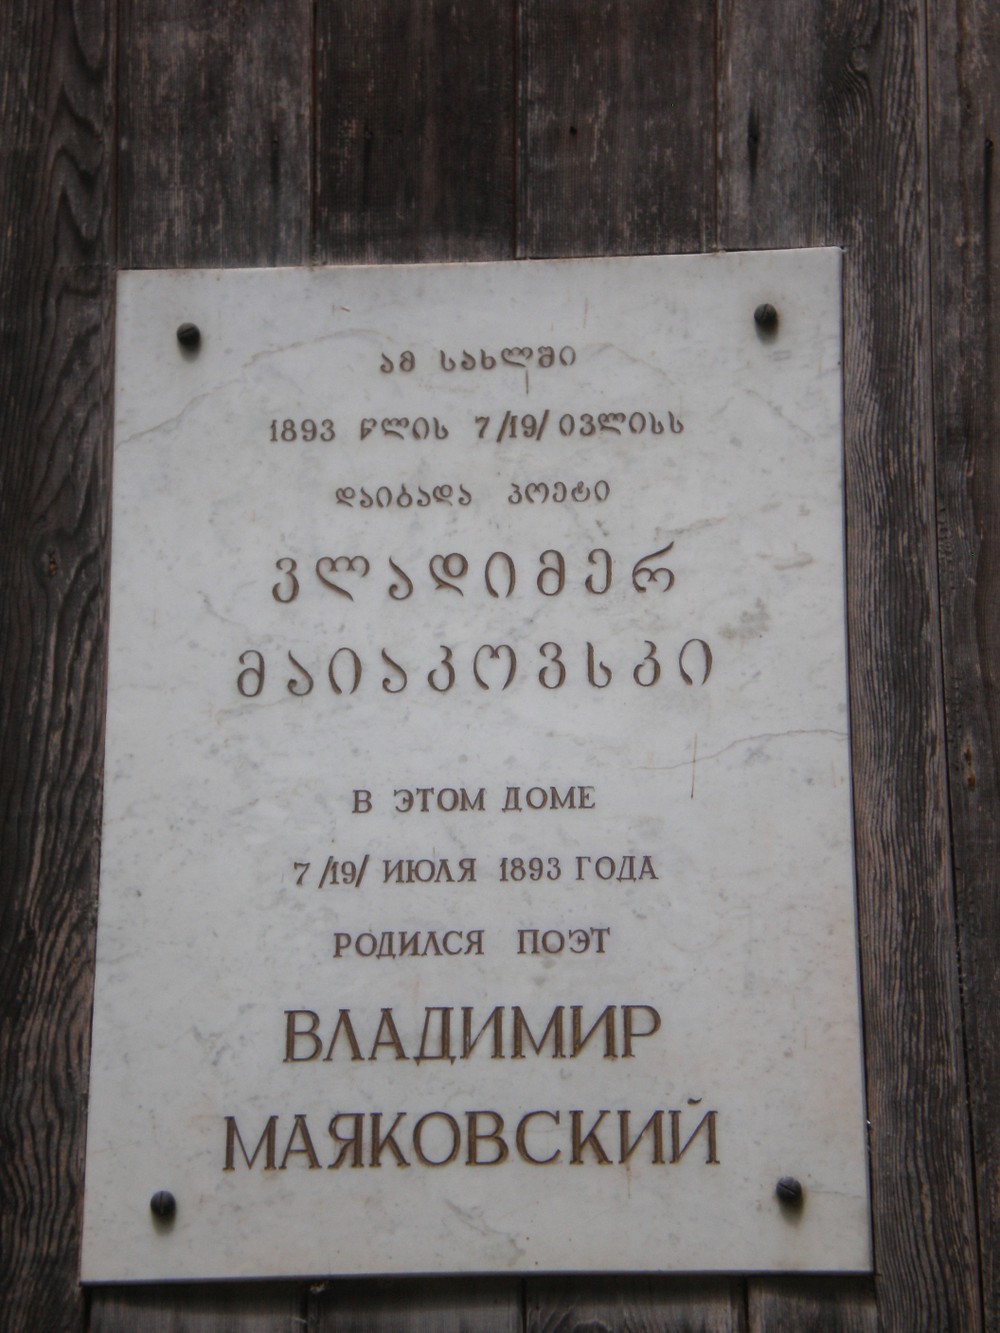 ამ სახლში
1893 წლის 7/19/ ივლისს
დაიბადა პოეტი
ვლადიმერ
მაიაკოვსკი
В ЭТОМ ДОМЕ
7/19/ ИЮЛЯ 1893 ГОДА
РОДИЛСЯ ПОЭТ
ВЛАДИМИР
МАЯКОВСКИЙ